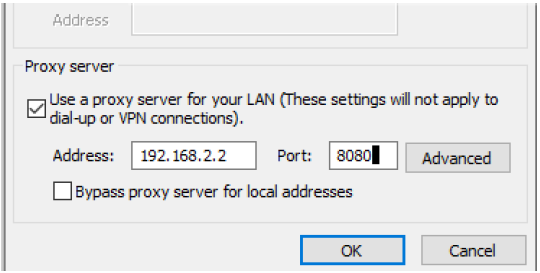 Address
Proxy server
Use a proxy server for your LAN (These settings will not apply to
dial-up or VPN connections).
Address: 192.168.2.2 Port: 8080 Advanced
Bypass proxy server for local addresses
OK Cancel